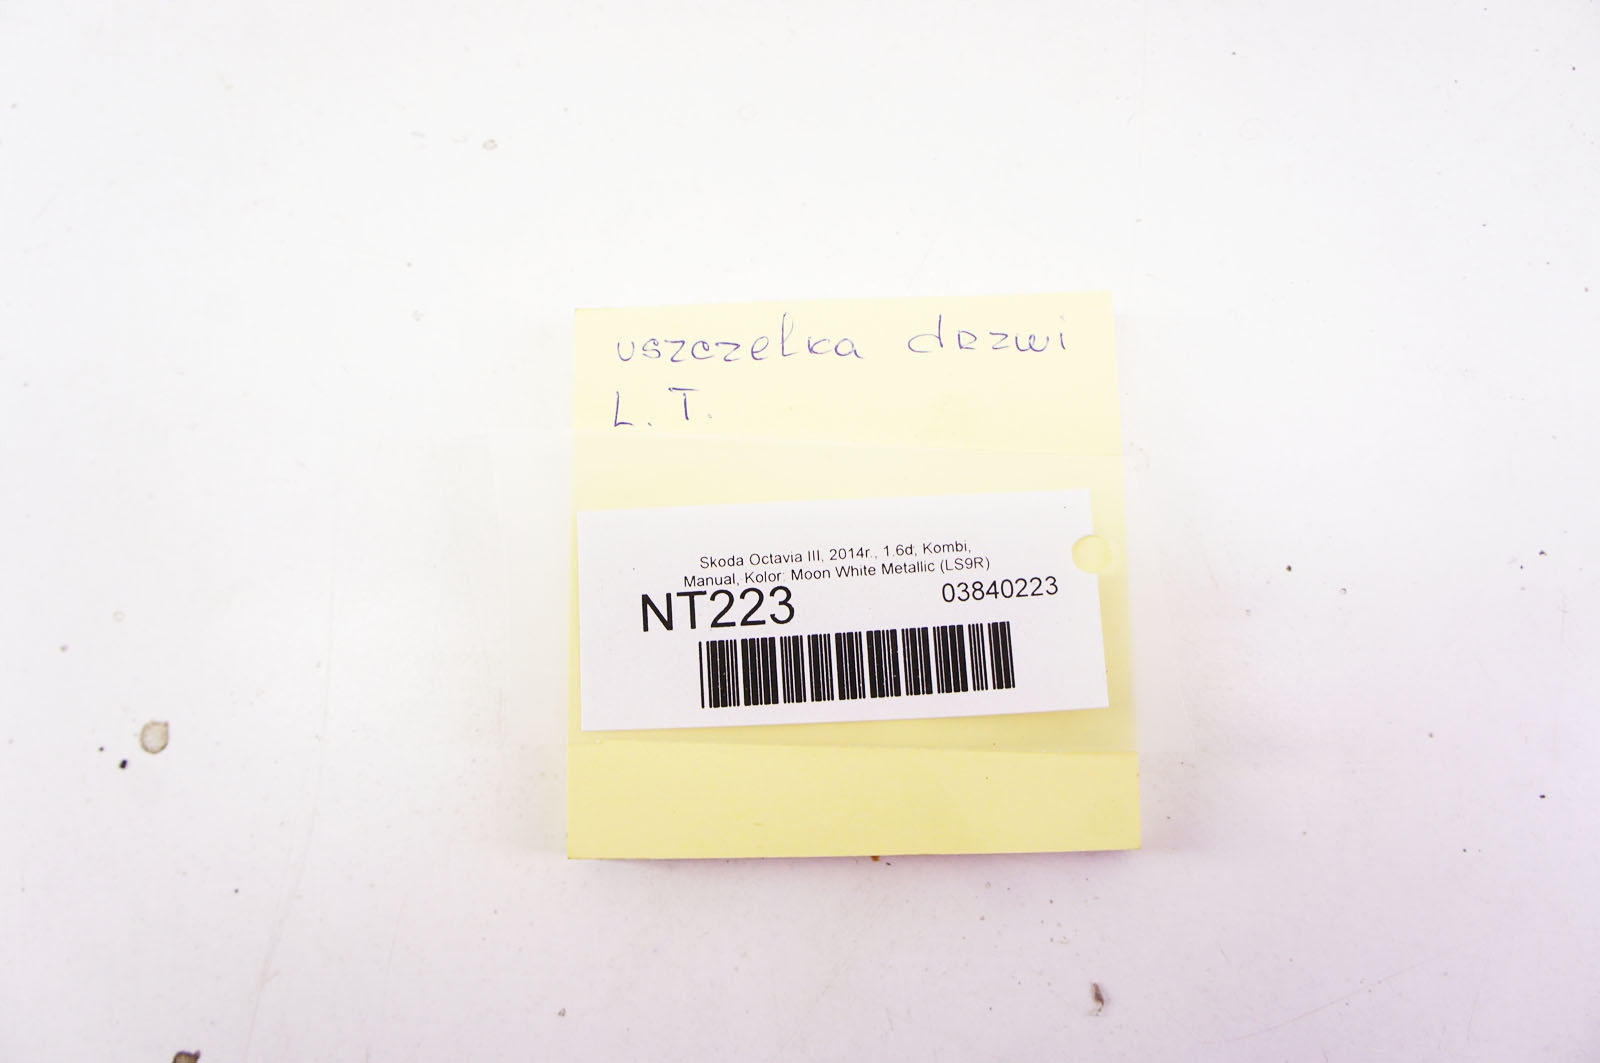 uszczelka drzwi
L. T.
Skoda Octavia III, 2014r., 1.6d, Kombi,
Manual, Kolor: Moon White Metallic (LS9R)
NT223 03840223